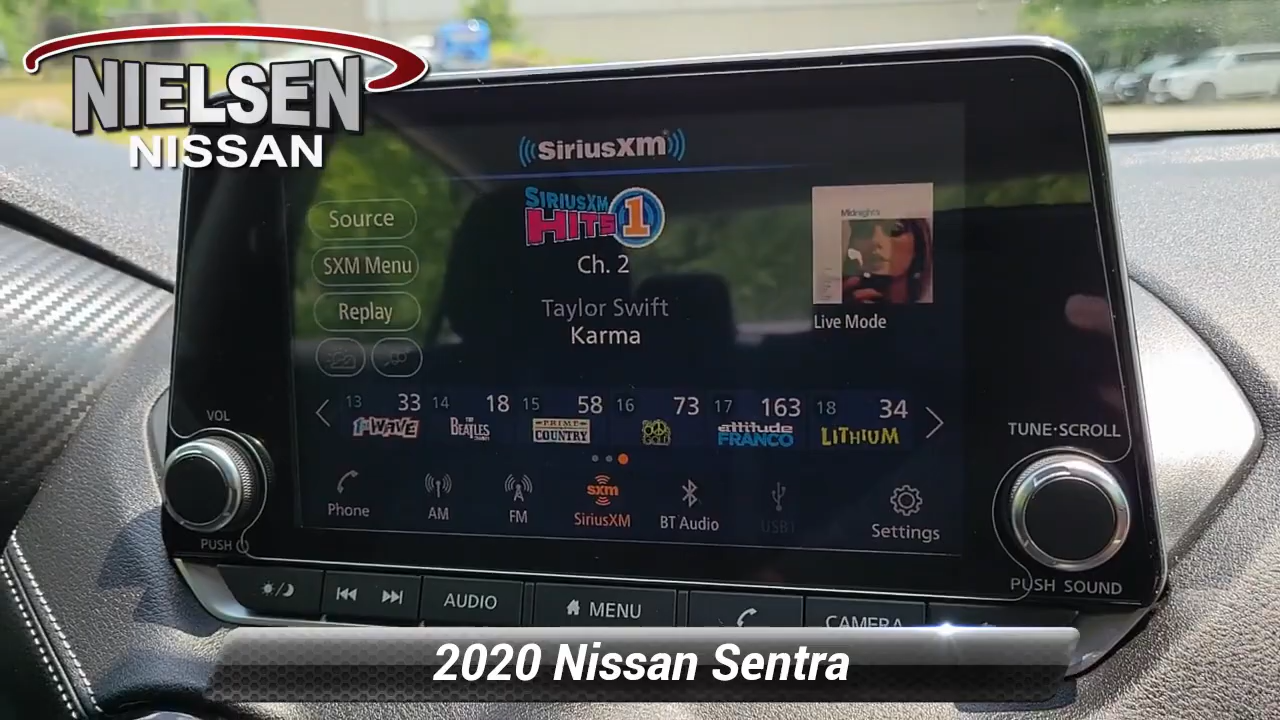 NIELSEN
NISSAN
SiriusXM
SIRIUSXM
HITS 1
Ch. 2
Taylor Swift
Karma
Source
SXM Menu
Replay
Midnights
Live Mode
13 33 14 18 15 58 16 73 17 163 18 34
1st WAVE
THE BEATLES
PRIME COUNTRY
attitude FRANCO
LITHIUM
Phone AM FM SiriusXM BT Audio USB1 Settings
sxm
VOL
PUSH
TUNE·SCROLL
PUSH SOUND
AUDIO
MENU
CAMERA
2020 Nissan Sentra